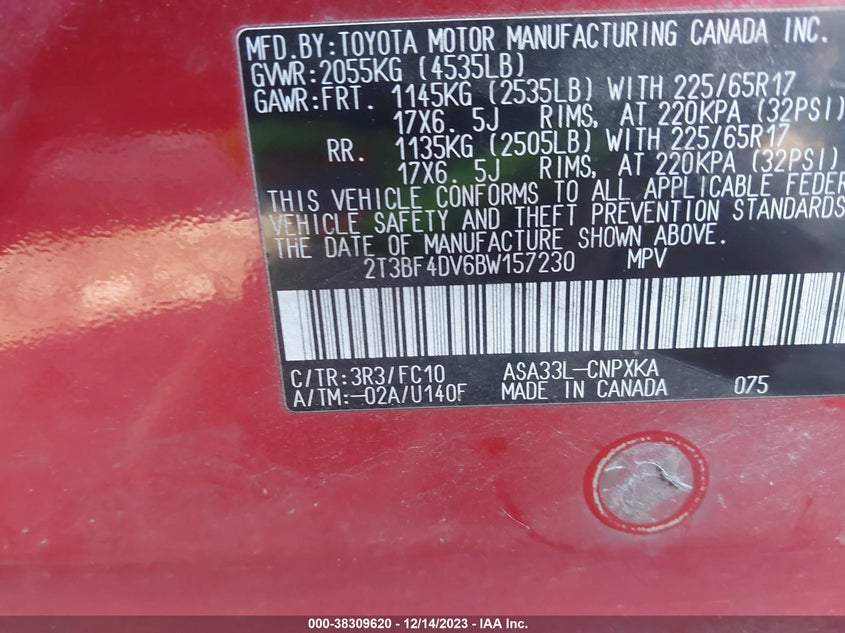 MFD.BY:TOYOTA MOTOR MANUFACTURING CANADA INC.
GVWR:2055KG (4535LB)
GAWR:FRT. 1145KG (2535LB) WITH 225/65R17
17X6. 5J RIMS, AT 220KPA (32PSI)
RR. 1135KG (2505LB) WITH 225/65R17
17X6. 5J RIMS, AT 220KPA (32PSI)
THIS VEHICLE CONFORMS TO ALL APPLICABLE FEDER
VEHICLE SAFETY AND THEFT PREVENTION STANDARDS
THE DATE OF MANUFACTURE SHOWN ABOVE.
2T3BF4DV6BW157230 MPV
C/TR:3R3/FC10 ASA33L-CNPXKA
A/TM:-02A/U140F MADE IN CANADA 075
000-38309620 - 12/14/2023 - IAA Inc.